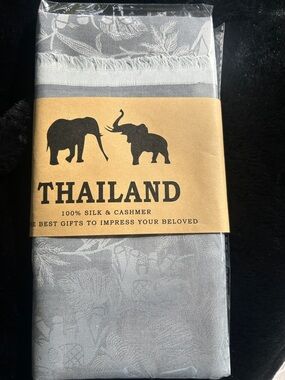 THAILAND
100% SILK & CASHMER
E BEST GIFTS TO IMPRESS YOUR BELOVED